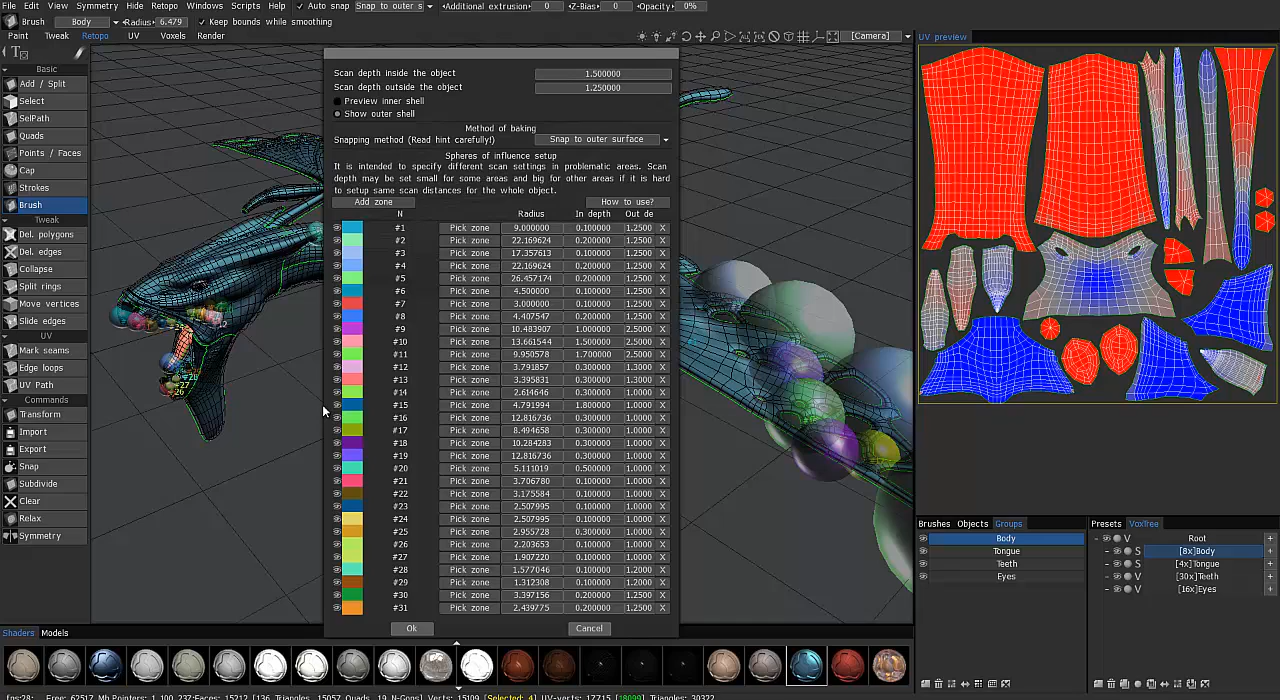 File Edit View Symmetry Hide Retopo Windows Scripts Help Auto snap Snap to outer s Additional extrusion 0 Z-Bias 0 Opacity 0%
Brush Body Radius 6.479 Keep bounds while smoothing
Paint Tweak Retopo UV Voxels Render [Camera]
Basic
Add / Split
Select
SelPath
Quads
Points / Faces
Cap
Strokes
Brush
Tweak
Del. polygons
Del. edges
Collapse
Split rings
Move vertices
Slide edges
UV
Mark seams
Edge loops
UV Path
Commands
Transform
Import
Export
Snap
Subdivide
Clear
Relax
Symmetry
Scan depth inside the object 1.500000
Scan depth outside the object 1.250000
Preview inner shell
Show outer shell
Method of baking
Snapping method (Read hint carefully!) Snap to outer surface
Spheres of influence setup
It is intended to specify different scan settings in problematic areas. Scan
depth may be set small for some areas and big for other areas if it is hard
to setup same scan distances for the whole object.
Add zone How to use?
N Radius In depth Out de
#1 Pick zone 9.000000 0.100000 1.2500 X
#2 Pick zone 22.169624 0.200000 1.2500 X
#3 Pick zone 17.357613 0.100000 1.2500 X
#4 Pick zone 22.169624 0.200000 1.2500 X
#5 Pick zone 26.457174 0.200000 1.2500 X
#6 Pick zone 4.500000 0.100000 1.2500 X
#7 Pick zone 3.000000 0.100000 1.2500 X
#8 Pick zone 4.407547 0.200000 1.2500 X
#9 Pick zone 10.483907 1.000000 2.5000 X
#10 Pick zone 13.661544 1.500000 2.5000 X
#11 Pick zone 9.950578 1.700000 2.5000 X
#12 Pick zone 3.791857 0.300000 1.3000 X
#13 Pick zone 3.395831 0.300000 1.2000 X
#14 Pick zone 2.614646 0.300000 1.0000 X
#15 Pick zone 4.791994 1.800000 1.0000 X
#16 Pick zone 12.816736 0.300000 1.0000 X
#17 Pick zone 8.494658 0.300000 1.0000 X
#18 Pick zone 10.284283 0.300000 1.0000 X
#19 Pick zone 12.816736 0.300000 1.0000 X
#20 Pick zone 5.111019 0.500000 1.0000 X
#21 Pick zone 3.706780 0.100000 1.0000 X
#22 Pick zone 3.175584 0.100000 1.0000 X
#23 Pick zone 2.507995 0.100000 1.0000 X
#24 Pick zone 2.507995 0.100000 1.0000 X
#25 Pick zone 2.955728 0.300000 1.0000 X
#26 Pick zone 2.203653 0.100000 1.0000 X
#27 Pick zone 1.907220 0.100000 1.0000 X
#28 Pick zone 1.577046 0.100000 1.2000 X
#29 Pick zone 1.312308 0.100000 1.0000 X
#30 Pick zone 3.397156 0.200000 1.0000 X
#31 Pick zone 2.439775 0.200000 1.2500 X
Ok Cancel
UV preview
Brushes Objects Groups
Body
Tongue
Teeth
Eyes
Presets VoxTree
V Root +
S [8x]Body +
S [4x]Tongue +
V [30x]Teeth +
V [16x]Eyes +
Shaders Models